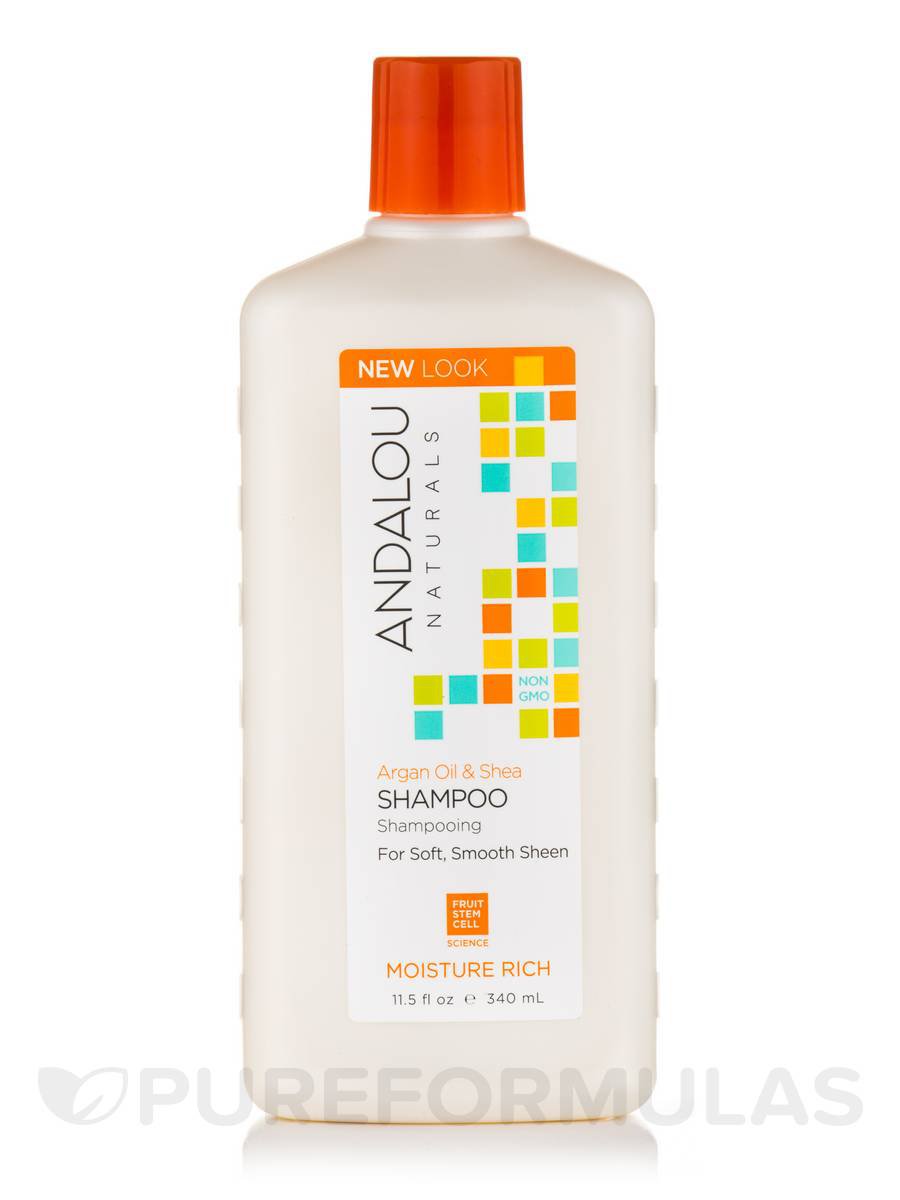 NEW LOOK
ANDALOU
NATURALS
NON
GMO
Argan Oil & Shea
SHAMPOO
Shampooing
For Soft, Smooth Sheen
FRUIT
STEM
CELL
SCIENCE
MOISTURE RICH
11.5 fl oz ℮ 340 mL
PUREFORMULAS